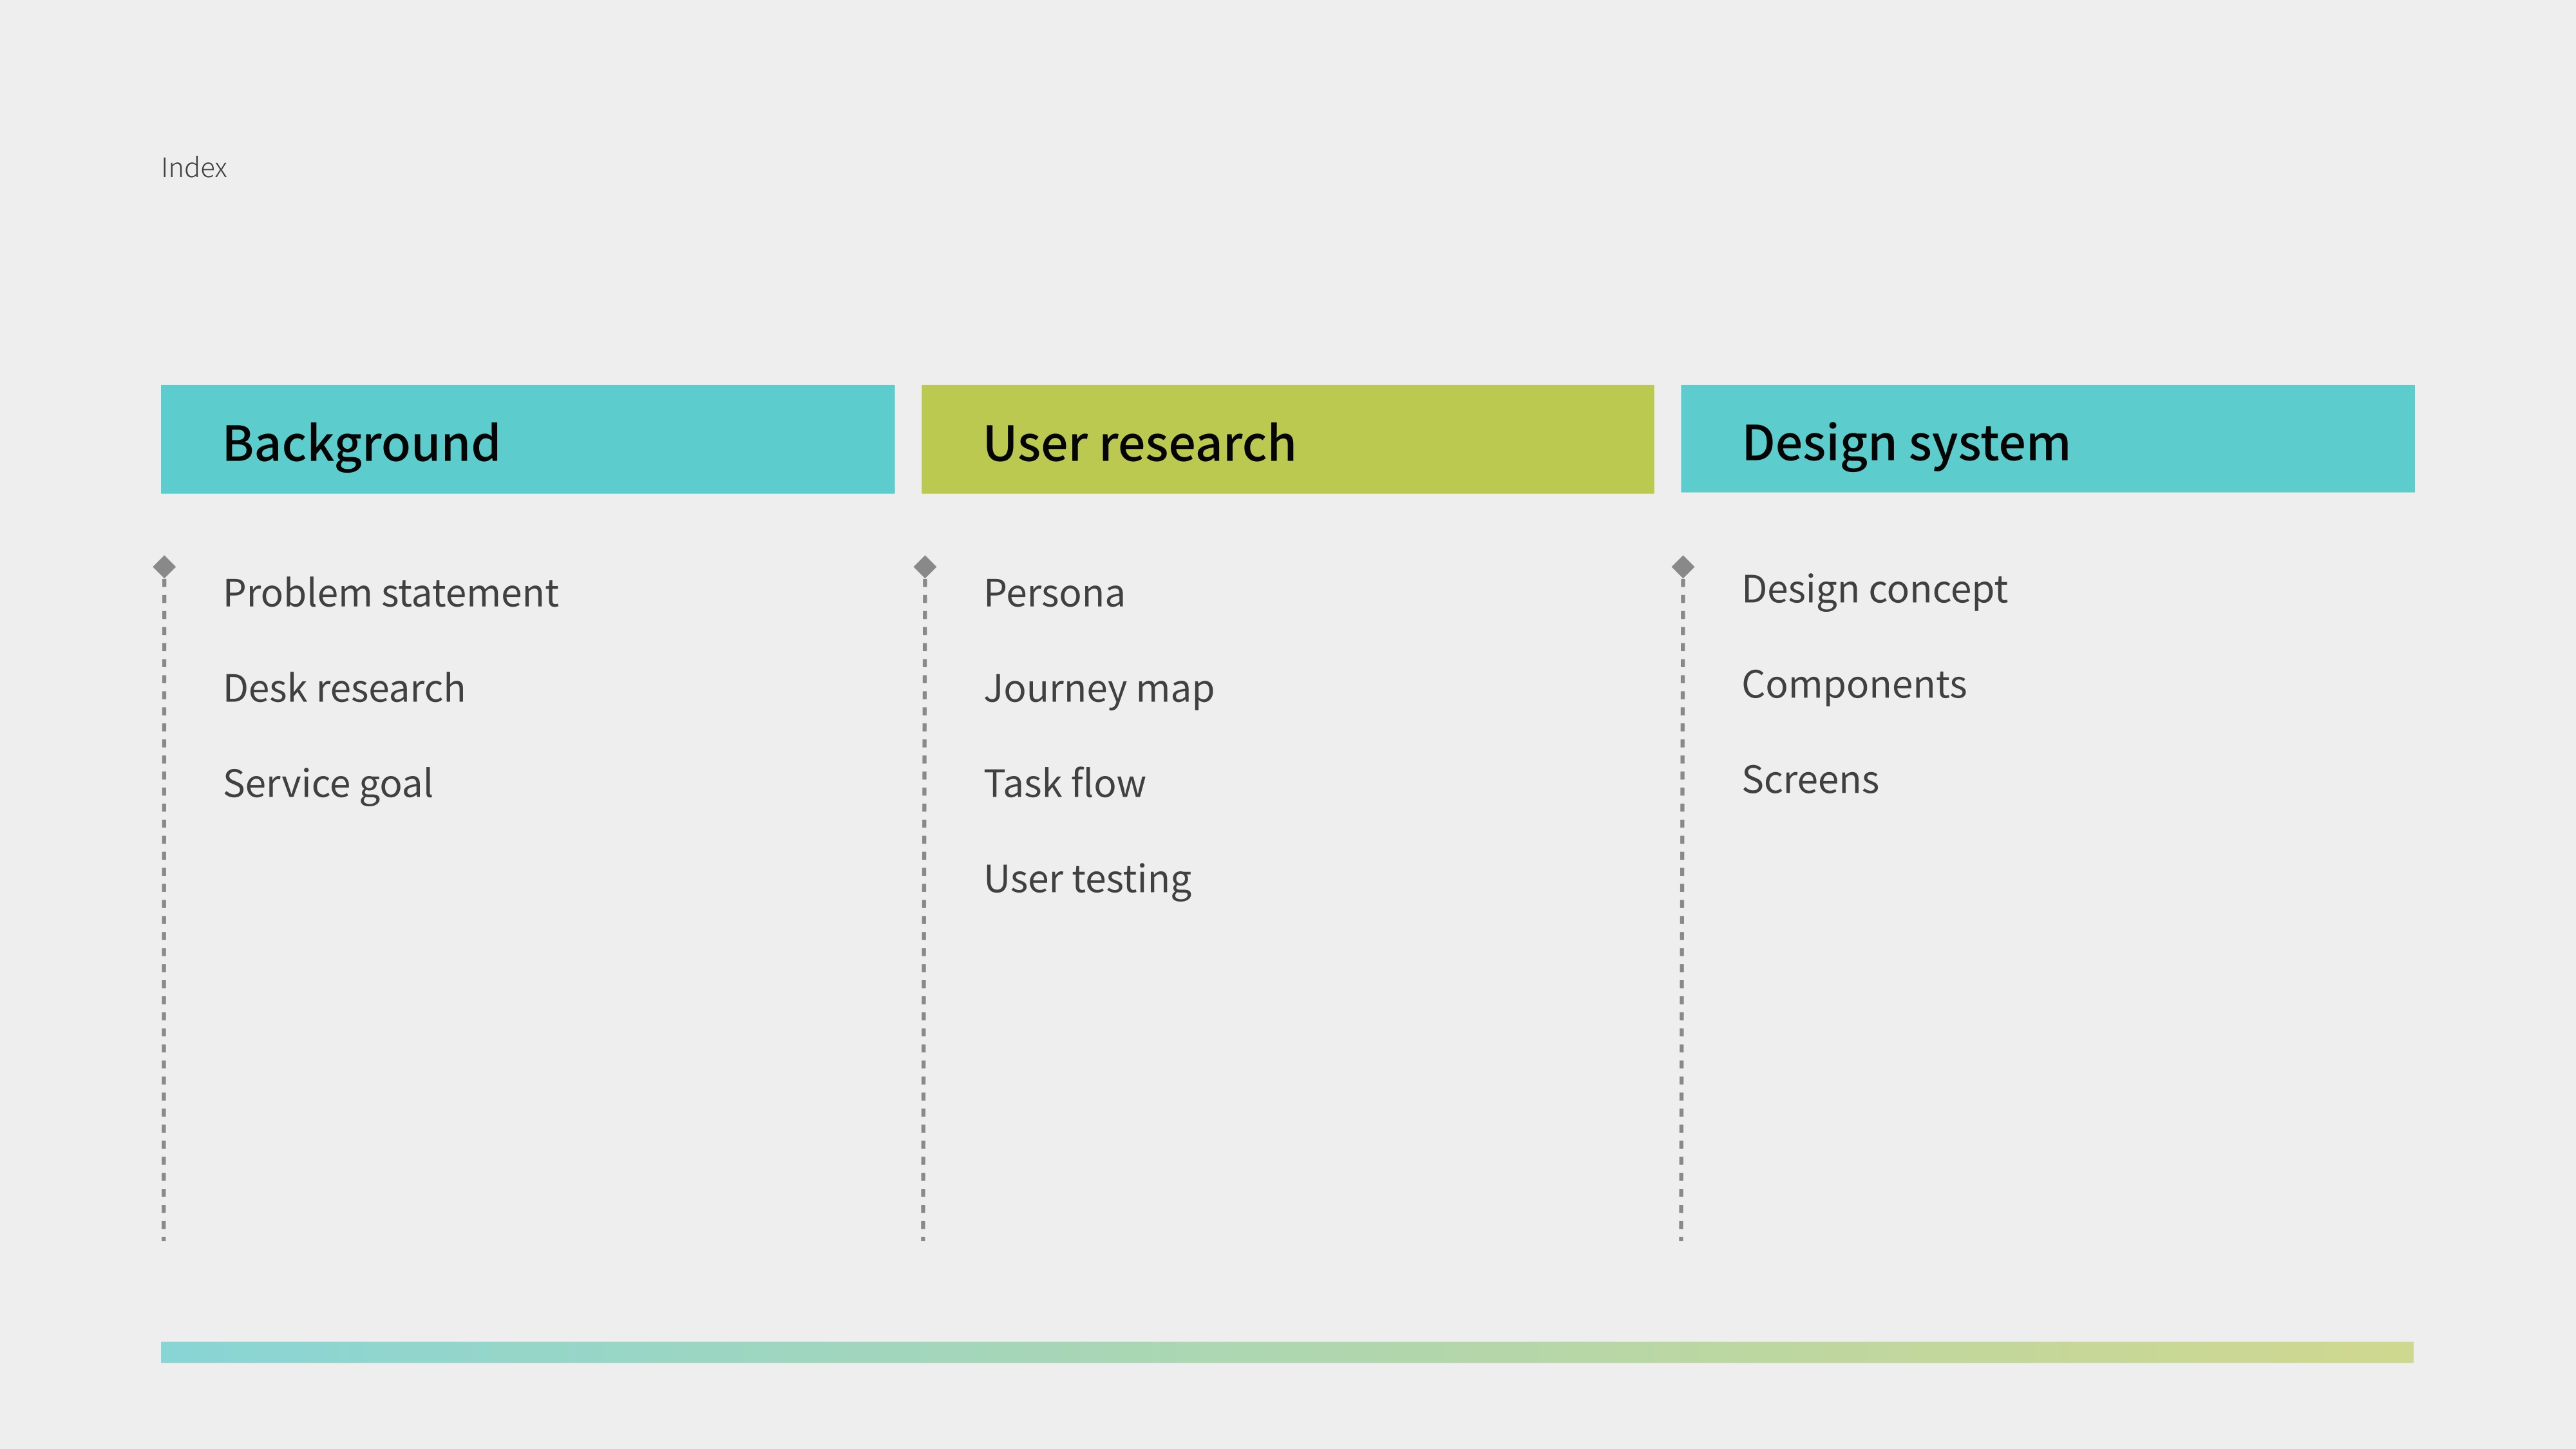 Index
Background
Problem statement
Desk research
Service goal
User research
Persona
Journey map
Task flow
User testing
Design system
Design concept
Components
Screens